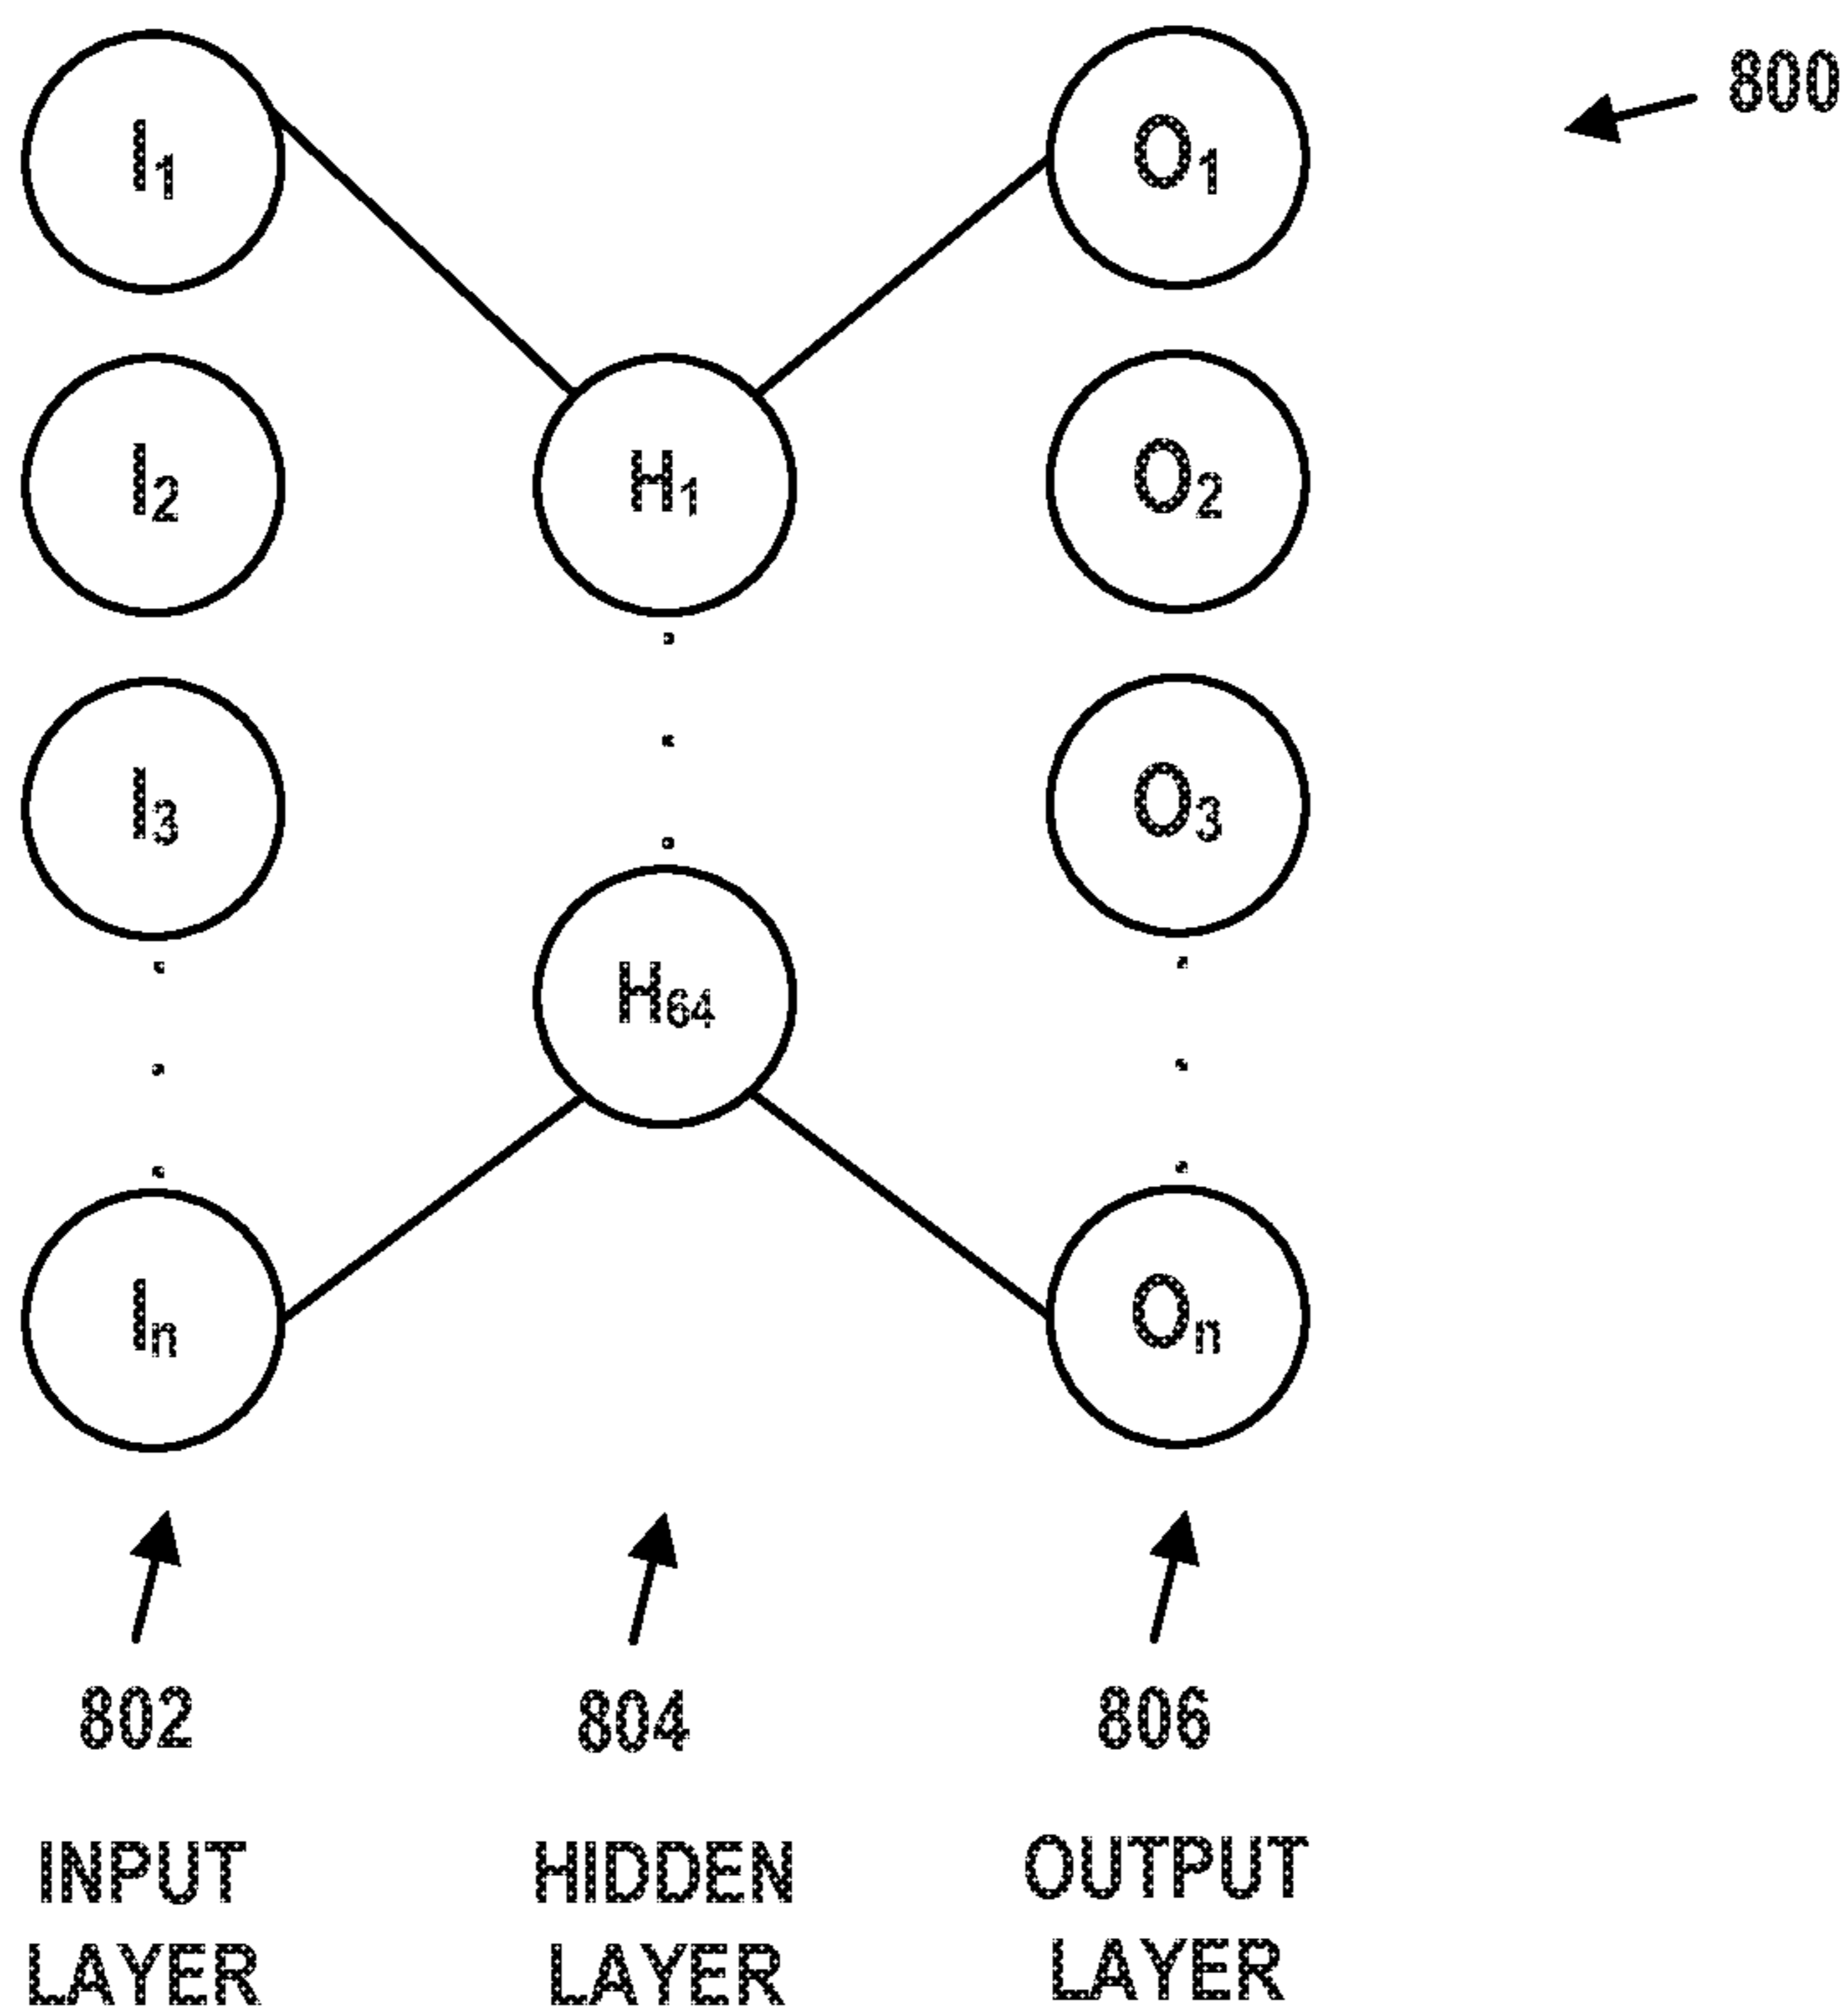 800
I1
O1
I2
H1
O2
I3
O3
H64
In
On
802
804
806
INPUT LAYER
HIDDEN LAYER
OUTPUT LAYER